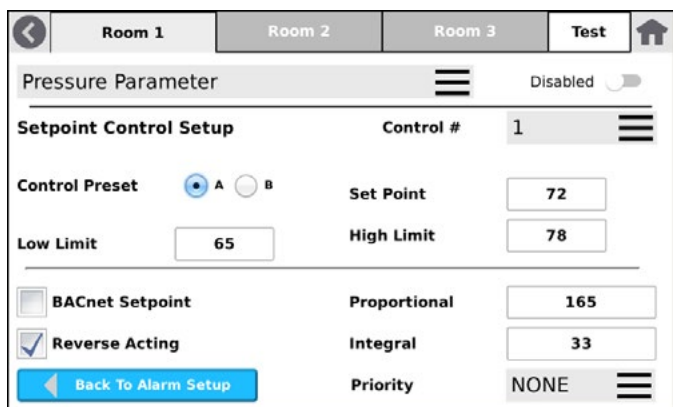 Room 1 Room 2 Room 3 Test
Pressure Parameter Disabled
Setpoint Control Setup Control # 1
Control Preset A B Set Point 72
Low Limit 65 High Limit 78
BACnet Setpoint Proportional 165
Reverse Acting Integral 33
Back To Alarm Setup Priority NONE